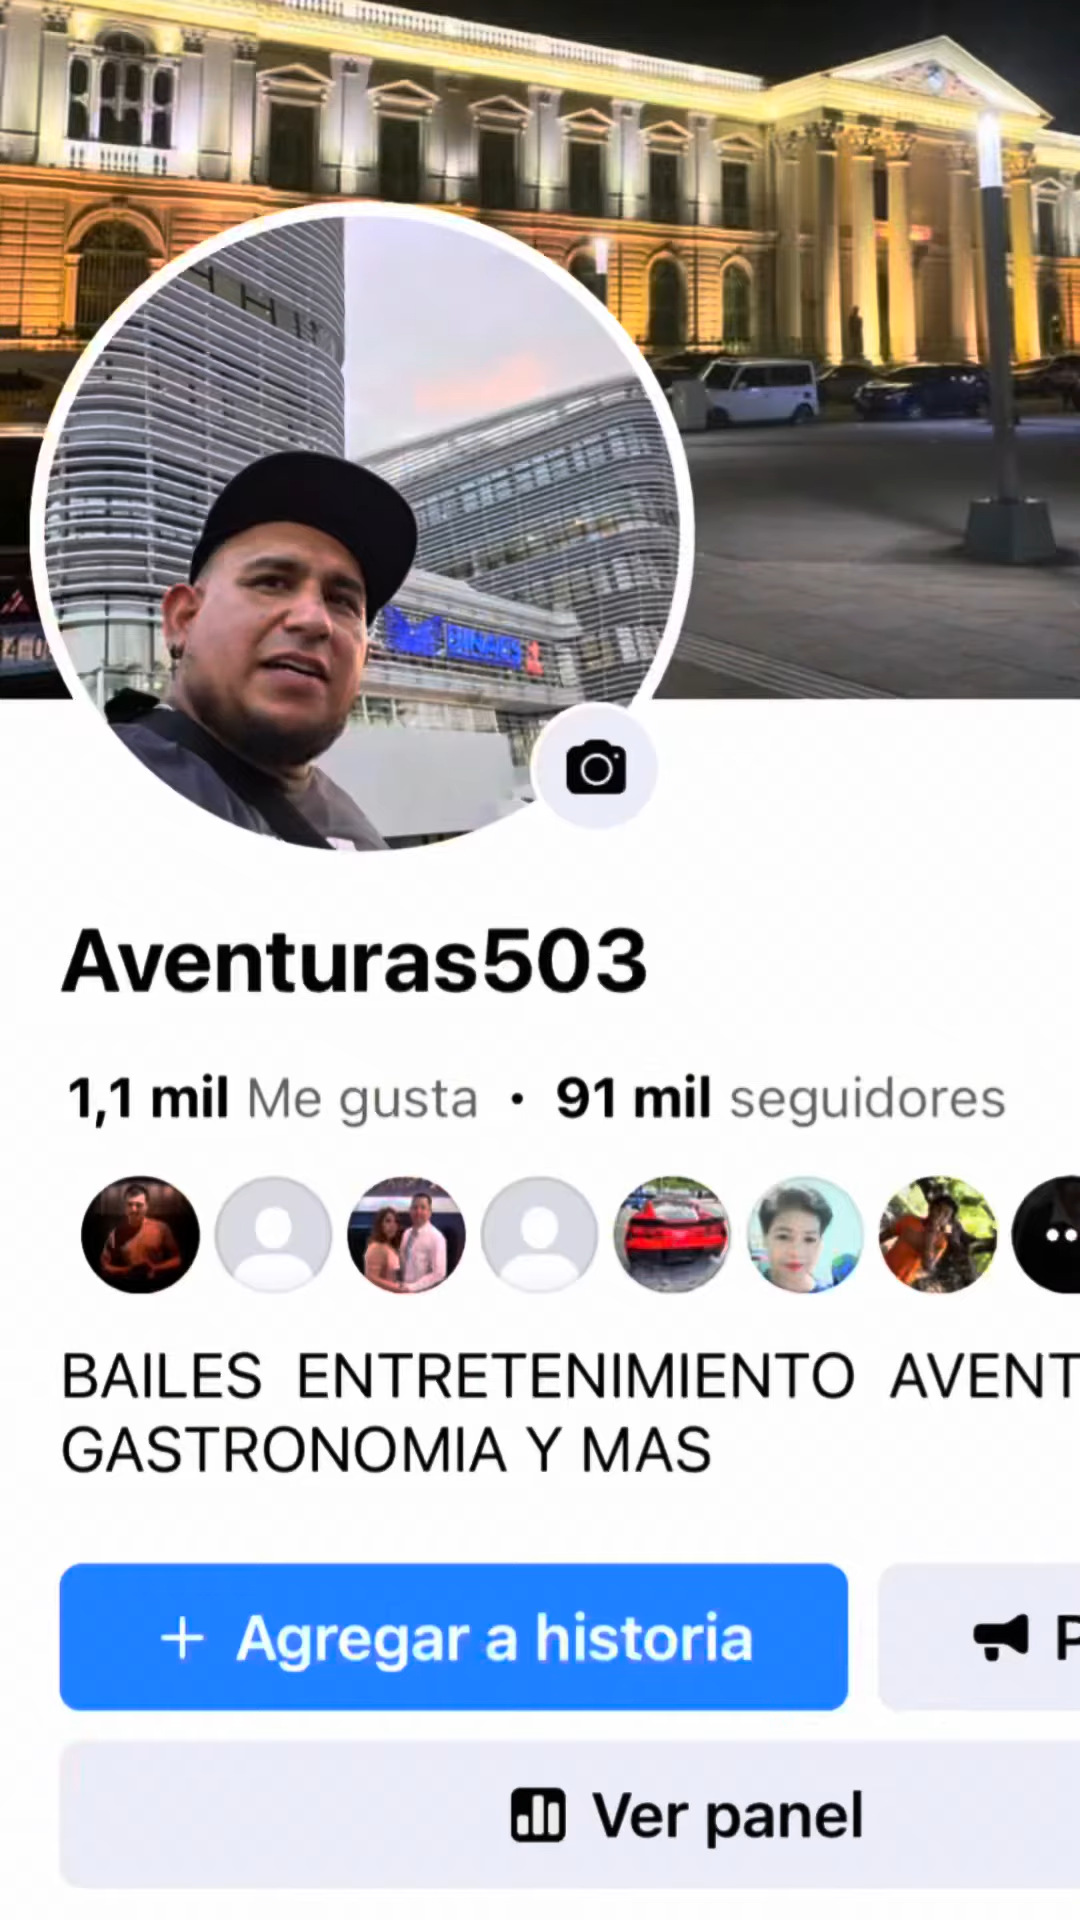 Aventuras503
1,1 mil Me gusta • 91 mil seguidores
BAILES ENTRETENIMIENTO AVENT
GASTRONOMIA Y MAS
+ Agregar a historia
P
Ver panel